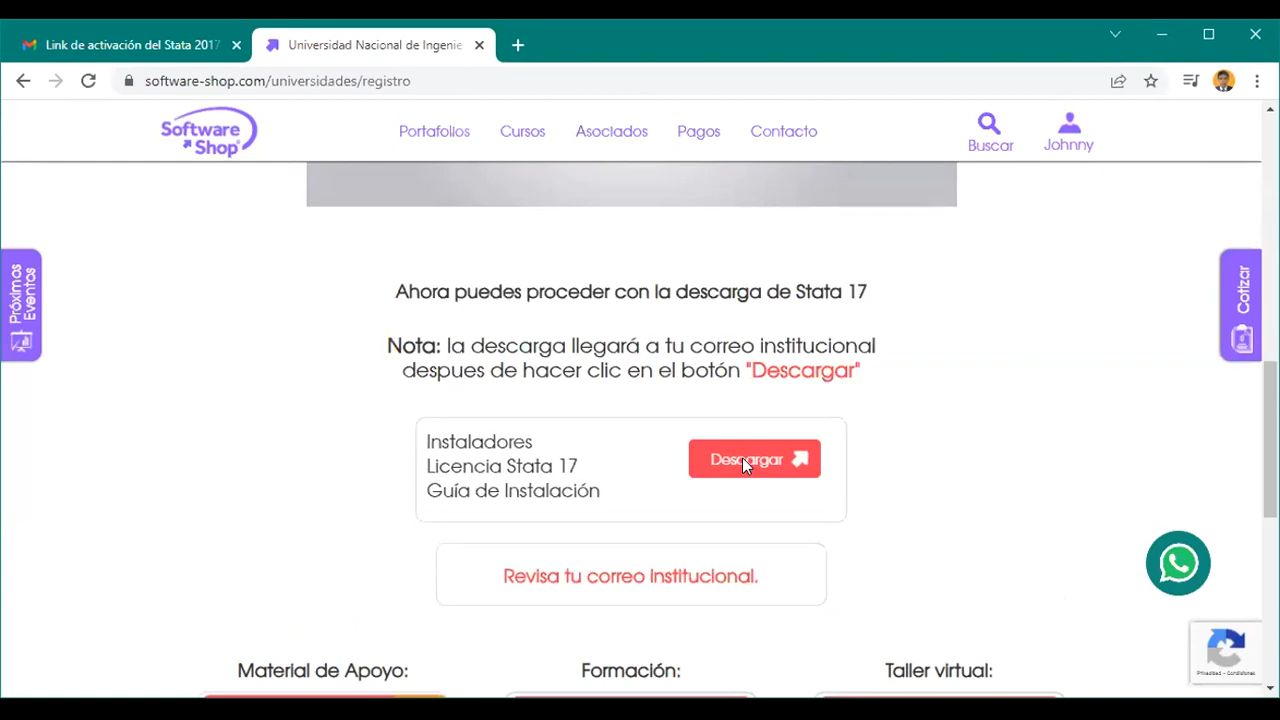 Link de activación del Stata 2017
Universidad Nacional de Ingenie
software-shop.com/universidades/registro
Software
Shop
Portafolios
Cursos
Asociados
Pagos
Contacto
Buscar
Johnny
Próximos
Eventos
Cotizar
Ahora puedes proceder con la descarga de Stata 17
Nota: la descarga llegará a tu correo institucional
despues de hacer clic en el botón "Descargar"
Instaladores
Licencia Stata 17
Guía de Instalación
Descargar
Revisa tu correo institucional.
Privacidad - Condiciones
Material de Apoyo:
Formación:
Taller virtual: